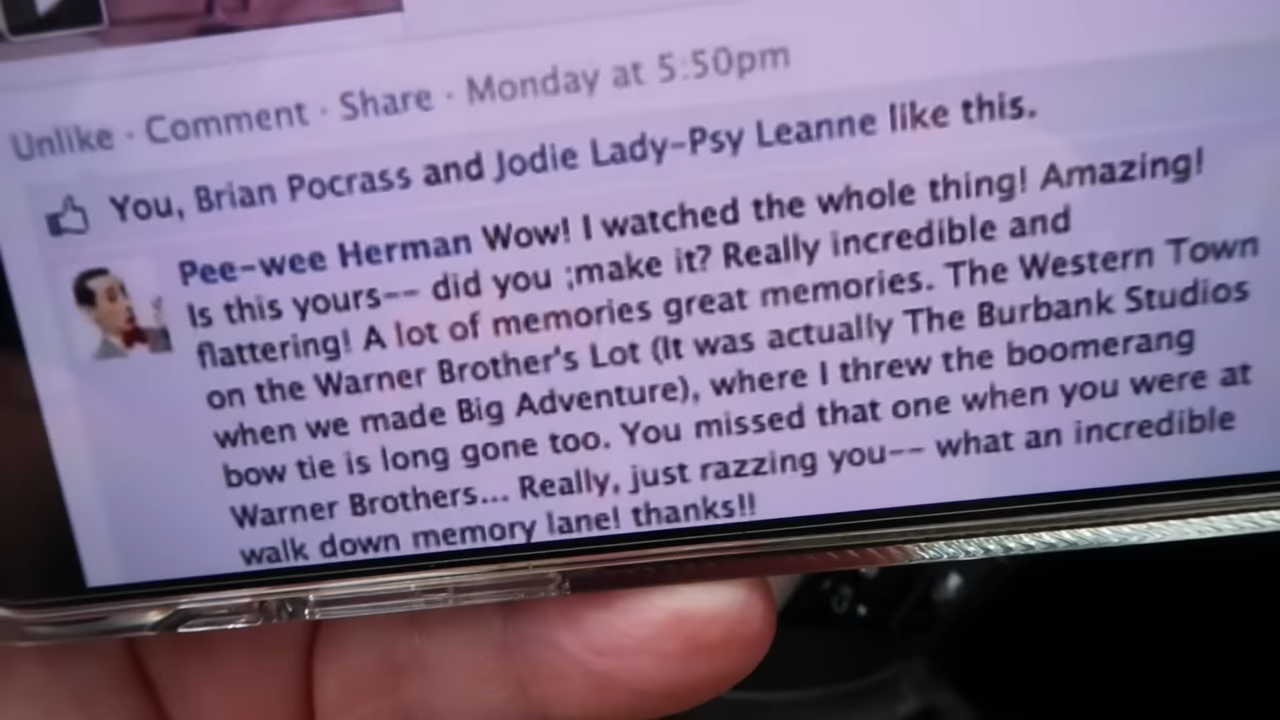 Unlike · Comment · Share · Monday at 5:50pm
You, Brian Pocrass and Jodie Lady-Psy Leanne like this.
Pee-wee Herman Wow! I watched the whole thing! Amazing!
Is this yours-- did you ;make it? Really incredible and
flattering! A lot of memories great memories. The Western Town
on the Warner Brother's Lot (It was actually The Burbank Studios
when we made Big Adventure), where I threw the boomerang
bow tie is long gone too. You missed that one when you were at
Warner Brothers... Really, just razzing you-- what an incredible
walk down memory lane! thanks!!